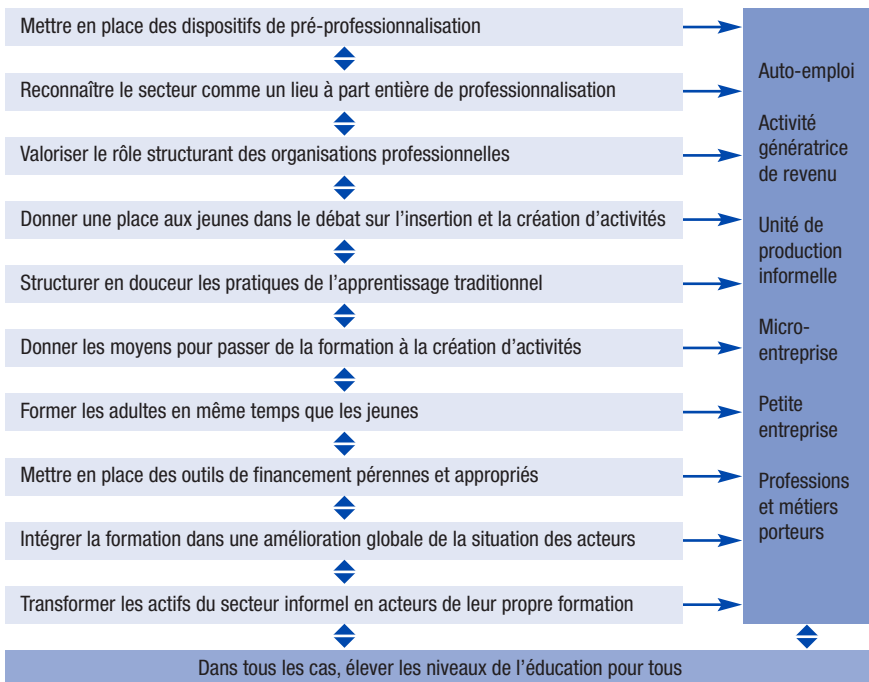 Mettre en place des dispositifs de pré-professionnalisation
Reconnaître le secteur comme un lieu à part entière de professionnalisation
Valoriser le rôle structurant des organisations professionnelles
Donner une place aux jeunes dans le débat sur l’insertion et la création d’activités
Structurer en douceur les pratiques de l’apprentissage traditionnel
Donner les moyens pour passer de la formation à la création d’activités
Former les adultes en même temps que les jeunes
Mettre en place des outils de financement pérennes et appropriés
Intégrer la formation dans une amélioration globale de la situation des acteurs
Transformer les actifs du secteur informel en acteurs de leur propre formation
Auto-emploi
Activité
génératrice
de revenu
Unité de
production
informelle
Micro-
entreprise
Petite
entreprise
Professions
et métiers
porteurs
Dans tous les cas, élever les niveaux de l’éducation pour tous